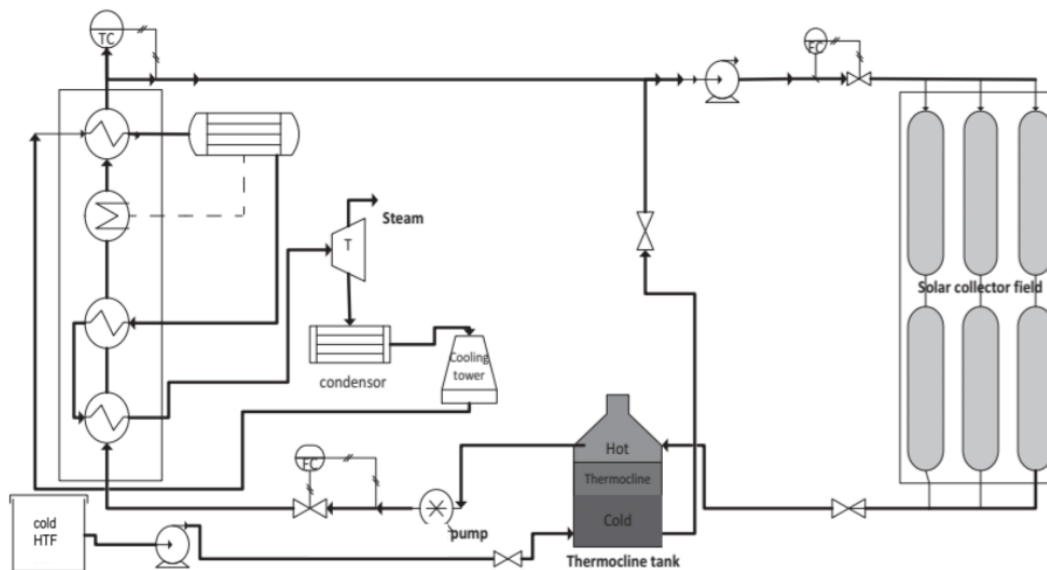 TC
FC
Steam
T
Solar collector field
Cooling
tower
condensor
Hot
Thermocline
FC
cold
HTF
pump
Cold
Thermocline tank